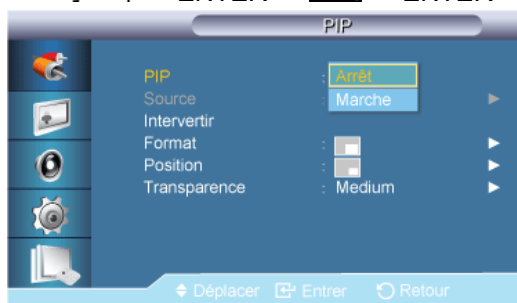 PIP
PIP : Arrêt
Source : Marche
Intervertir
Format :
Position :
Transparence : Medium
Déplacer Entrer Retour